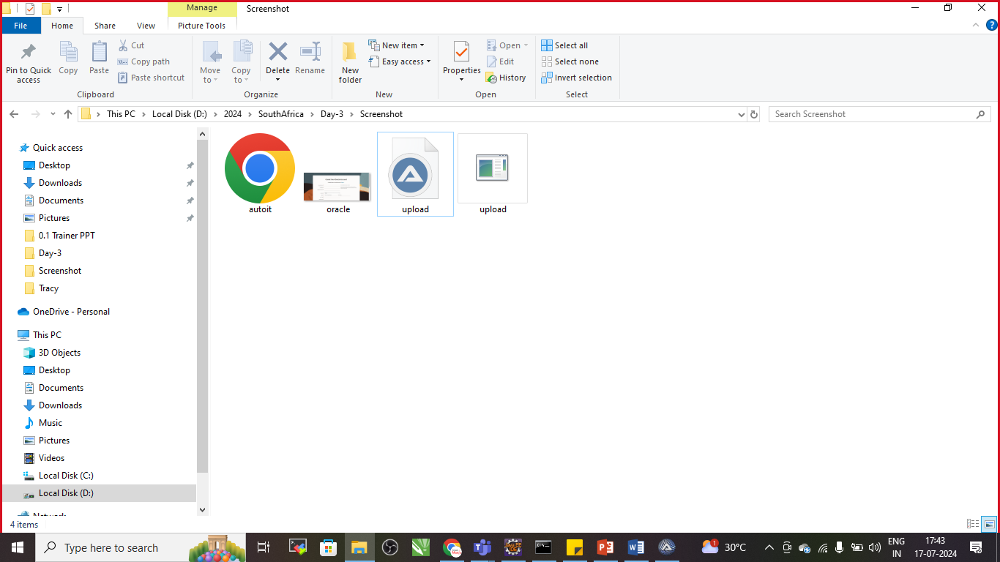 Manage
Screenshot
File
Home
Share
View
Picture Tools
Pin to Quick access
Copy
Paste
Cut
Copy path
Paste shortcut
Clipboard
Move to
Copy to
Delete
Rename
Organize
New folder
New item
Easy access
New
Properties
Open
Edit
History
Open
Select all
Select none
Invert selection
Select
This PC > Local Disk (D:) > 2024 > SouthAfrica > Day-3 > Screenshot
Search Screenshot
Quick access
Desktop
Downloads
Documents
Pictures
0.1 Trainer PPT
Day-3
Screenshot
Tracy
OneDrive - Personal
This PC
3D Objects
Desktop
Documents
Downloads
Music
Pictures
Videos
Local Disk (C:)
Local Disk (D:)
Network
autoit
oracle
upload
upload
4 items
Type here to search
1
30°C
ENG
IN
17:43
17-07-2024